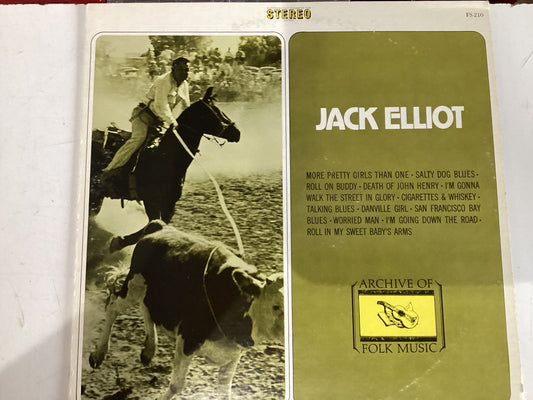 STEREO
FS-210
JACK ELLIOT
MORE PRETTY GIRLS THAN ONE • SALTY DOG BLUES •
ROLL ON BUDDY • DEATH OF JOHN HENRY • I'M GONNA
WALK THE STREET IN GLORY • CIGARETTES & WHISKEY •
TALKING BLUES • DANVILLE GIRL • SAN FRANCISCO BAY
BLUES • WORRIED MAN • I'M GOING DOWN THE ROAD •
ROLL IN MY SWEET BABY'S ARMS
ARCHIVE OF
FOLK MUSIC